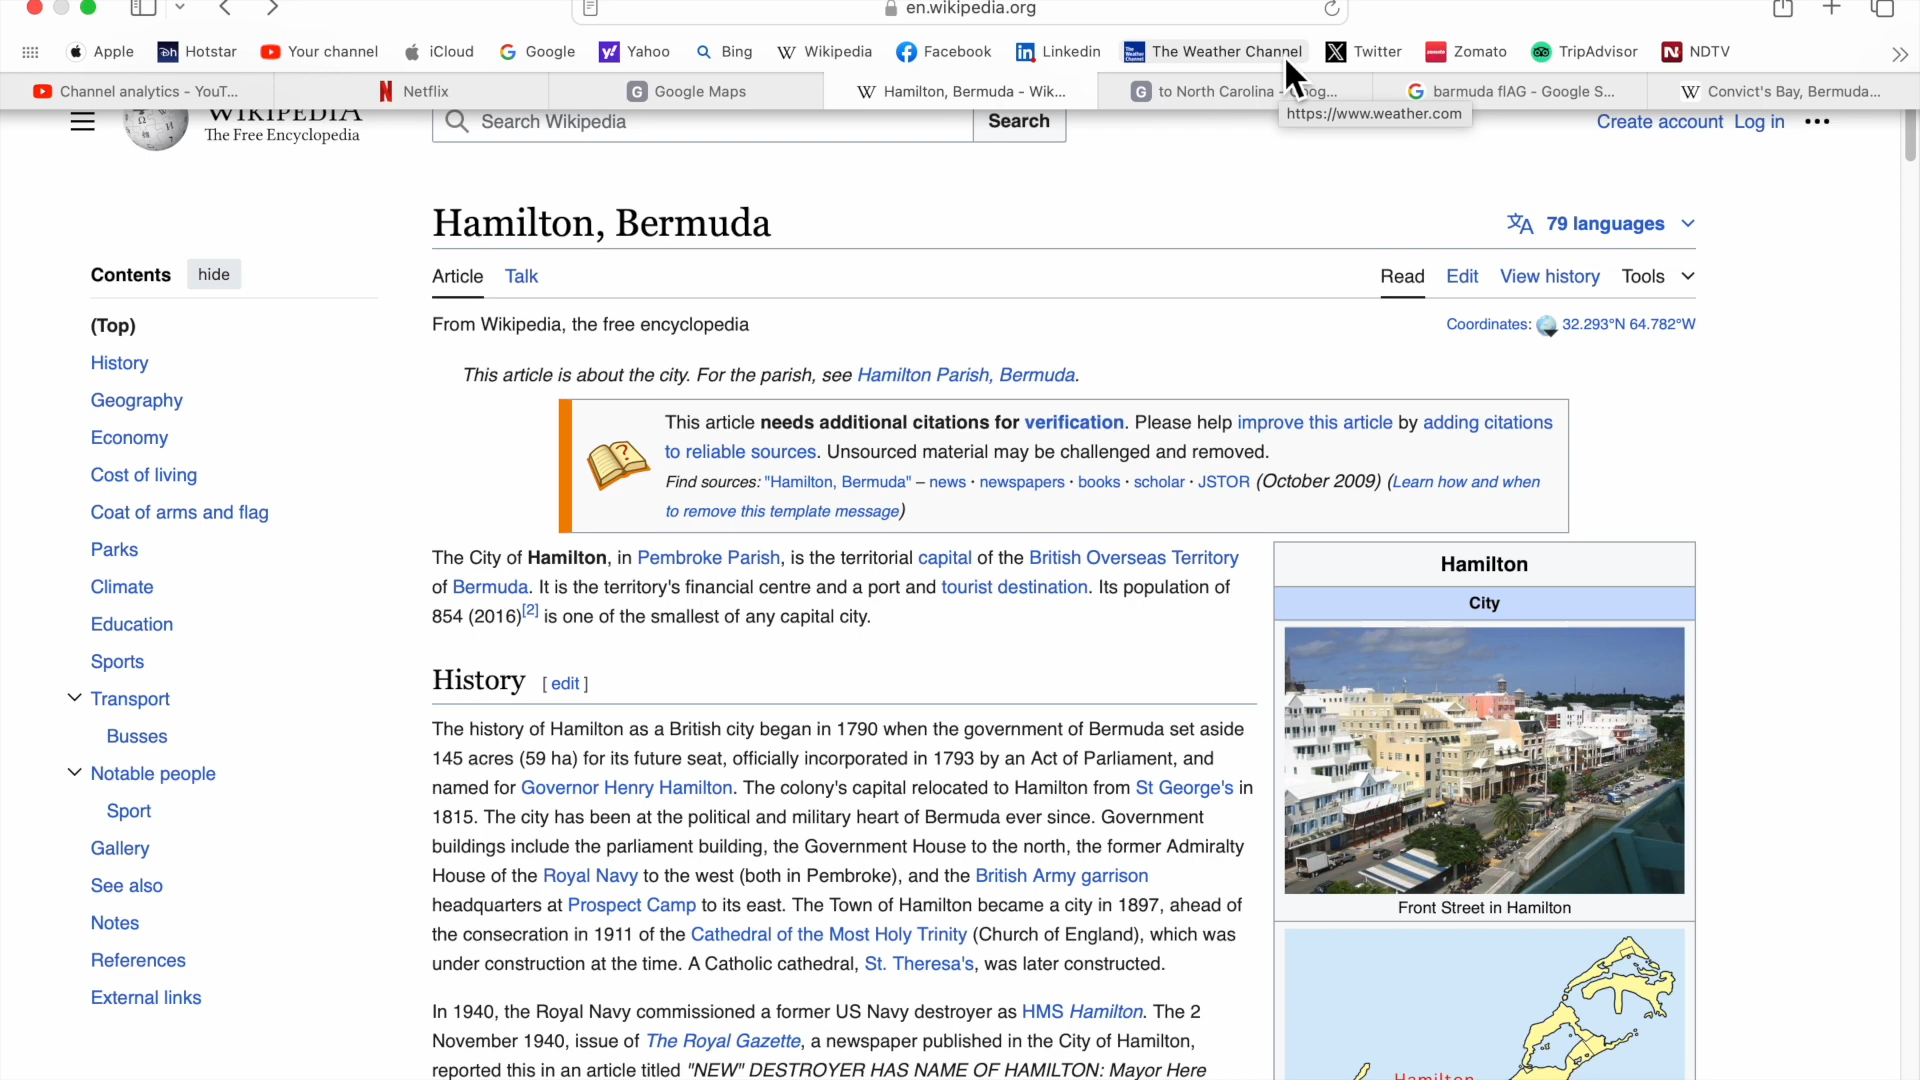 en.wikipedia.org
Apple Hotstar Your channel iCloud Google Yahoo Bing Wikipedia Facebook Linkedin The Weather Channel Twitter Zomato TripAdvisor NDTV
Channel analytics - YouT... Netflix Google Maps Hamilton, Bermuda - Wik... to North Carolina - barmuda flAG - Google S... Convict's Bay, Bermuda...
https://www.weather.com
WIKIPEDIA
The Free Encyclopedia
Search Wikipedia Search
Create account Log in
Hamilton, Bermuda
79 languages
Article Talk
Read Edit View history Tools
From Wikipedia, the free encyclopedia
Coordinates: 32.293°N 64.782°W
Contents hide
(Top)
History
Geography
Economy
Cost of living
Coat of arms and flag
Parks
Climate
Education
Sports
Transport
Busses
Notable people
Sport
Gallery
See also
Notes
References
External links
This article is about the city. For the parish, see Hamilton Parish, Bermuda.
This article needs additional citations for verification. Please help improve this article by adding citations
to reliable sources. Unsourced material may be challenged and removed.
Find sources: "Hamilton, Bermuda" – news · newspapers · books · scholar · JSTOR (October 2009) (Learn how and when
to remove this template message)
The City of Hamilton, in Pembroke Parish, is the territorial capital of the British Overseas Territory
of Bermuda. It is the territory's financial centre and a port and tourist destination. Its population of
854 (2016)[2] is one of the smallest of any capital city.
History [ edit ]
The history of Hamilton as a British city began in 1790 when the government of Bermuda set aside
145 acres (59 ha) for its future seat, officially incorporated in 1793 by an Act of Parliament, and
named for Governor Henry Hamilton. The colony's capital relocated to Hamilton from St George's in
1815. The city has been at the political and military heart of Bermuda ever since. Government
buildings include the parliament building, the Government House to the north, the former Admiralty
House of the Royal Navy to the west (both in Pembroke), and the British Army garrison
headquarters at Prospect Camp to its east. The Town of Hamilton became a city in 1897, ahead of
the consecration in 1911 of the Cathedral of the Most Holy Trinity (Church of England), which was
under construction at the time. A Catholic cathedral, St. Theresa's, was later constructed.
In 1940, the Royal Navy commissioned a former US Navy destroyer as HMS Hamilton. The 2
November 1940, issue of The Royal Gazette, a newspaper published in the City of Hamilton,
reported this in an article titled "NEW" DESTROYER HAS NAME OF HAMILTON: Mayor Here
Hamilton
City
Front Street in Hamilton
Hamilton